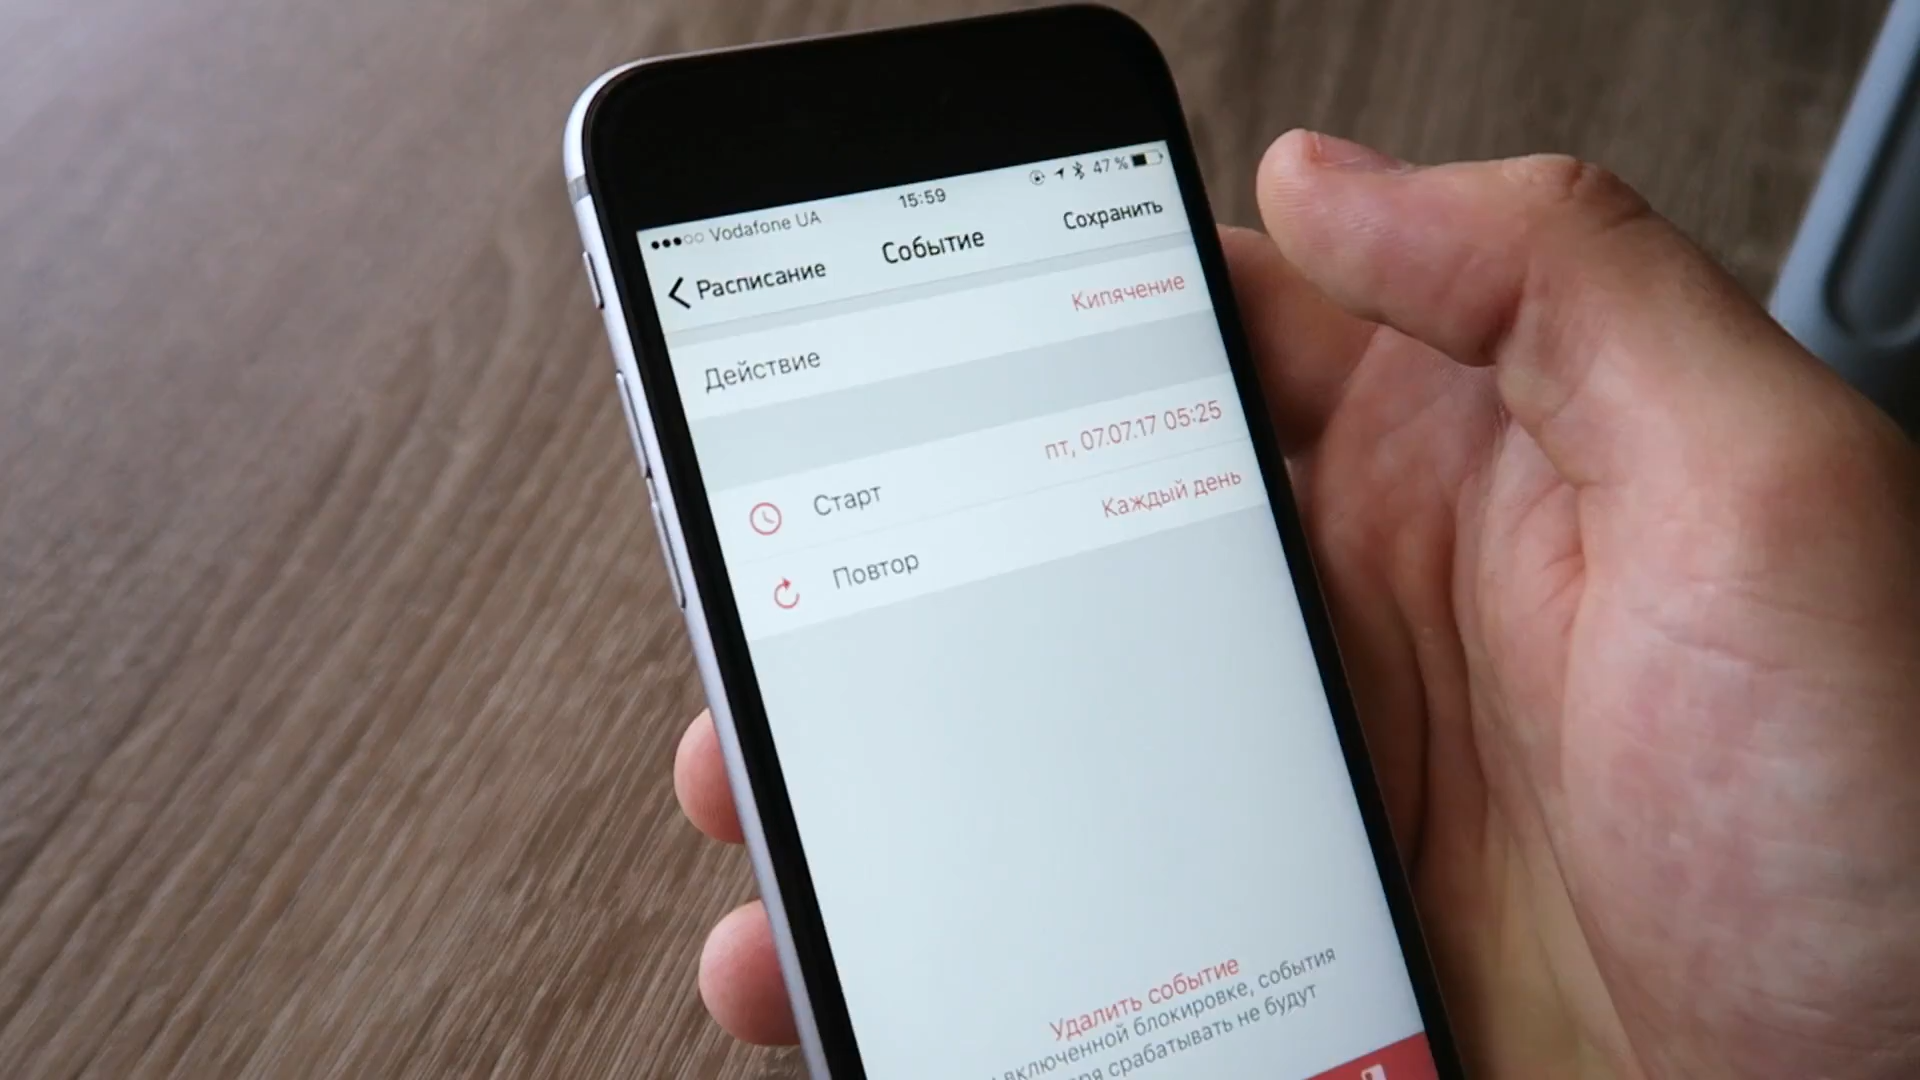 Vodafone UA 15:59 47 %
Расписание Событие Сохранить
Действие Кипячение
Старт пт, 07.07.17 05:25
Повтор Каждый день
Удалить событие
включенной блокировке, события
срабатывать не будут